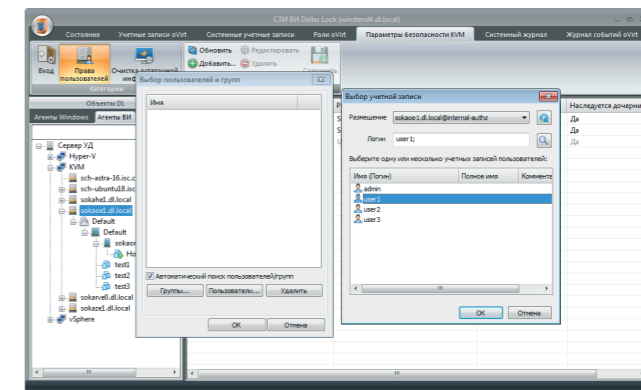 СЗИ ВИ Dallas Lock (winstend4.dl.local)
Состояние Учетные записи oVirt Системные учетные записи Роли oVirt Параметры безопасности KVM Системный журнал Журнал событий oVirt
Обновить Редактировать
Добавить... Удалить
Вход Права пользователей Очистка остаточной
Категории
Объекты DL
Агенты Windows Агенты ВИ
Сервер УД
Hyper-V
KVM
sch-astra-16.isc.c
sch-ubuntu18.isc
sokahe1.dl.local
sokaoe1.dl.local
Default
Default
sokaoe
Ho
test1
test2
test3
sokarve0.dl.local
sokaze1.dl.local
vSphere
Выбор пользователей и групп
Имя
Автоматический поиск пользователей/групп
Группы... Пользователи... Удалить
OK Отмена
Выбор учетной записи
Размещение sokaoe1.dl.local@internal-authz
Логин user1;
Выберите одну или несколько учетных записей пользователей:
Имя (Логин) Полное имя Коммента
admin
user1
user2
user3
OK Отмена
Наследуется дочерни
Да
Да
Да